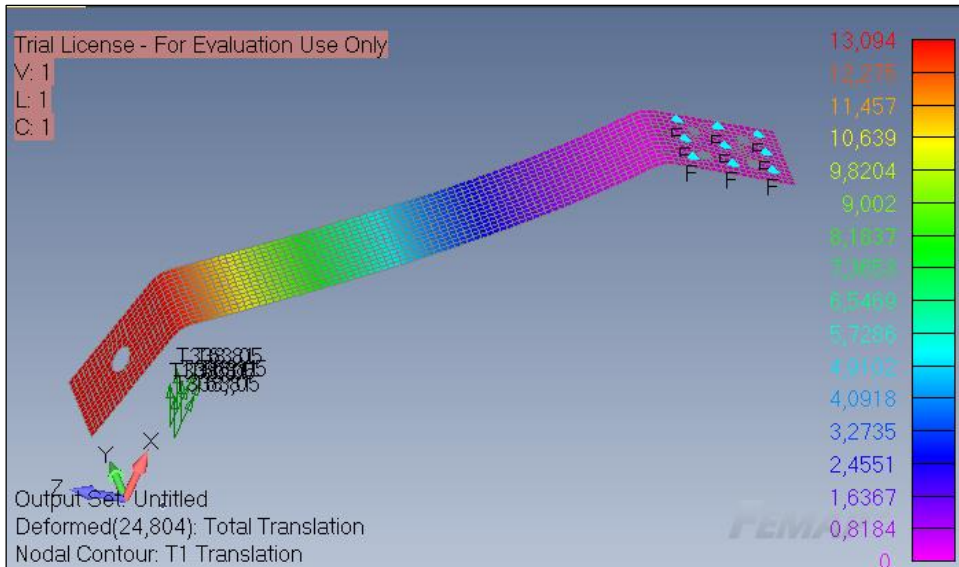 Trial License - For Evaluation Use Only
V: 1
L: 1
C: 1
13,094
12,275
11,457
10,639
9,8204
9,002
8,1837
7,3653
6,5469
5,7286
4,9102
4,0918
3,2735
2,4551
1,6367
0,8184
0
F
F
F
F
F
F
F
F
F
Y
X
Z
Output Set: Untitled
Deformed(24,804): Total Translation
Nodal Contour: T1 Translation